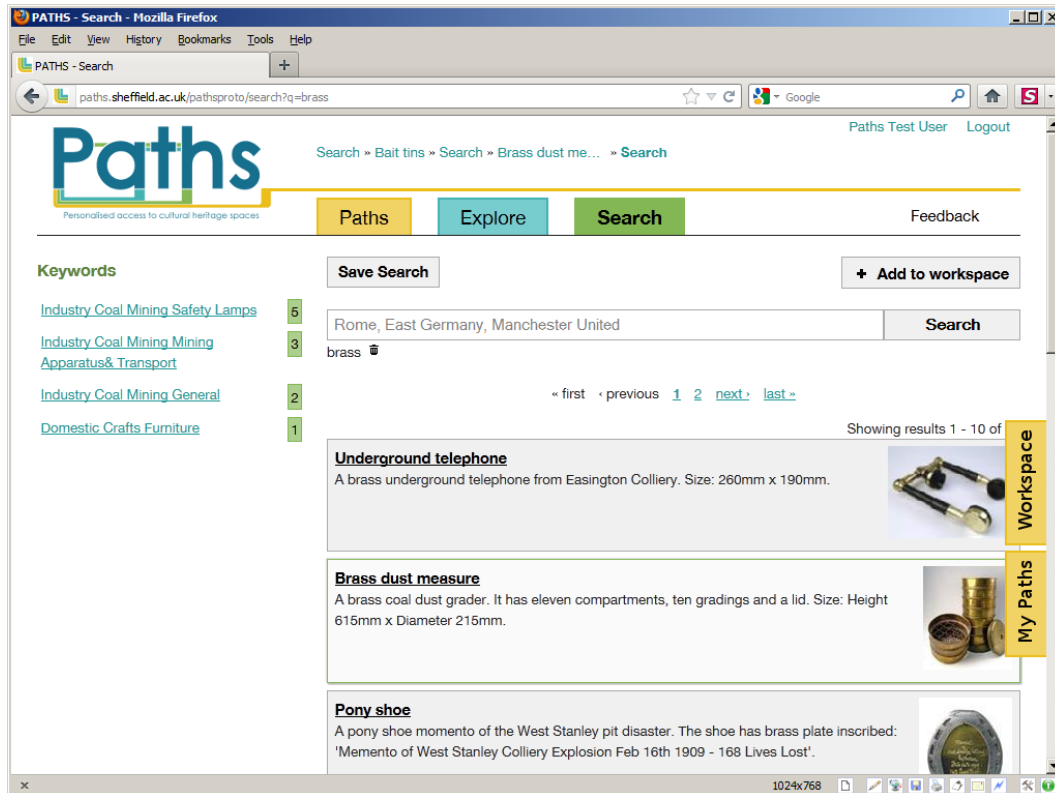 PATHS - Search - Mozilla Firefox
File Edit View History Bookmarks Tools Help
PATHS - Search
paths.sheffield.ac.uk/pathsproto/search?q=brass
Google
Paths Test User Logout
Paths
Personalised access to cultural heritage spaces
Search » Bait tins » Search » Brass dust me... » Search
Paths Explore Search Feedback
Keywords
Industry Coal Mining Safety Lamps 5
Industry Coal Mining Mining 3
Apparatus& Transport
Industry Coal Mining General 2
Domestic Crafts Furniture 1
Save Search + Add to workspace
Rome, East Germany, Manchester United Search
brass
« first ‹ previous 1 2 next › last »
Showing results 1 - 10 of
Underground telephone
A brass underground telephone from Easington Colliery. Size: 260mm x 190mm.
Brass dust measure
A brass coal dust grader. It has eleven compartments, ten gradings and a lid. Size: Height
615mm x Diameter 215mm.
Pony shoe
A pony shoe momento of the West Stanley pit disaster. The shoe has brass plate inscribed:
'Memento of West Stanley Colliery Explosion Feb 16th 1909 - 168 Lives Lost'.
Workspace
My Paths
1024x768